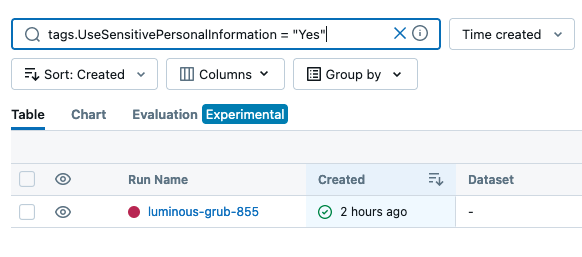 tags.UseSensitivePersonalInformation = "Yes"
Time created
Sort: Created
Columns
Group by
Table
Chart
Evaluation
Experimental
Run Name
Created
Dataset
luminous-grub-855
2 hours ago
-